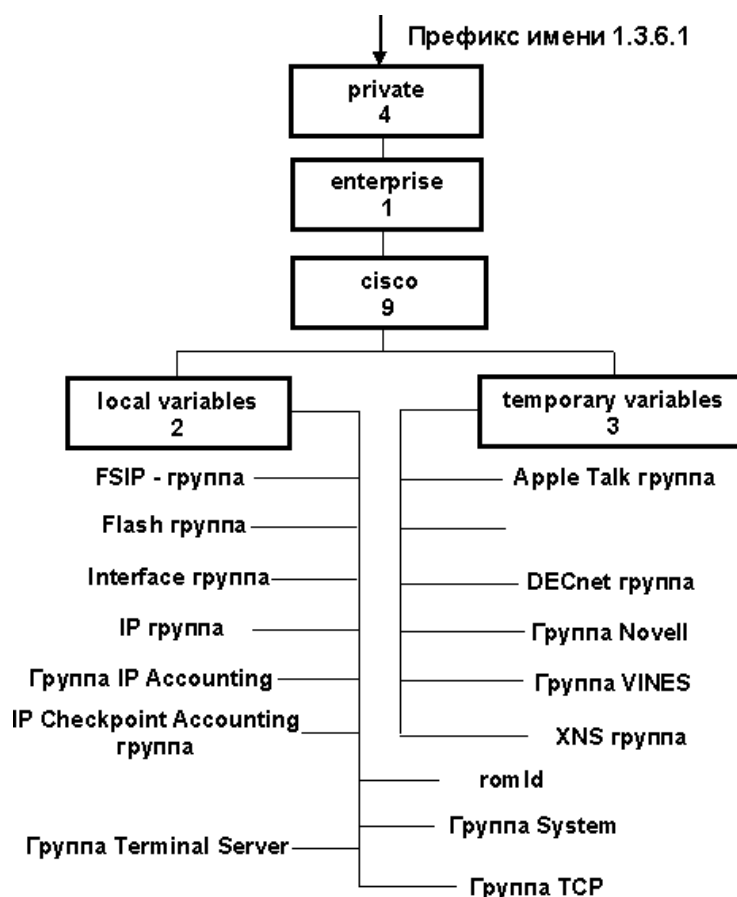 Префикс имени 1.3.6.1
private
4
enterprise
1
cisco
9
local variables
2
temporary variables
3
FSIP - группа
Flash группа
Interface группа
IP группа
Группа IP Accounting
IP Checkpoint Accounting
группа
Группа Terminal Server
Apple Talk группа
DECnet группа
Группа Novell
Группа VINES
XNS группа
romId
Группа System
Группа TCP